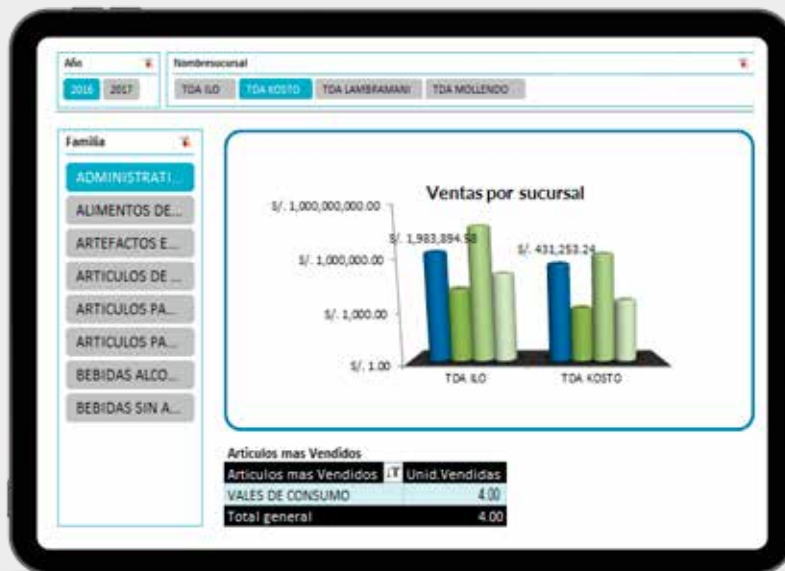 Año
2016 2017
Nombresucursal
TDA ILO TDA KOSTO TDA LAMBRAMANI TDA MOLLENDO
Familia
ADMINISTRATI...
ALIMENTOS DE...
ARTEFACTOS E...
ARTICULOS DE ...
ARTICULOS PA...
ARTICULOS PA...
BEBIDAS ALCO...
BEBIDAS SIN A...
Ventas por sucursal
S/. 1,000,000,000.00
S/. 1,983,894.58
S/. 431,253.24
S/. 1,000,000.00
S/. 1,000.00
S/. 1.00
TDA ILO TDA KOSTO
Articulos mas Vendidos
Articulos mas Vendidos Unid.Vendidas
VALES DE CONSUMO 4.00
Total general 4.00